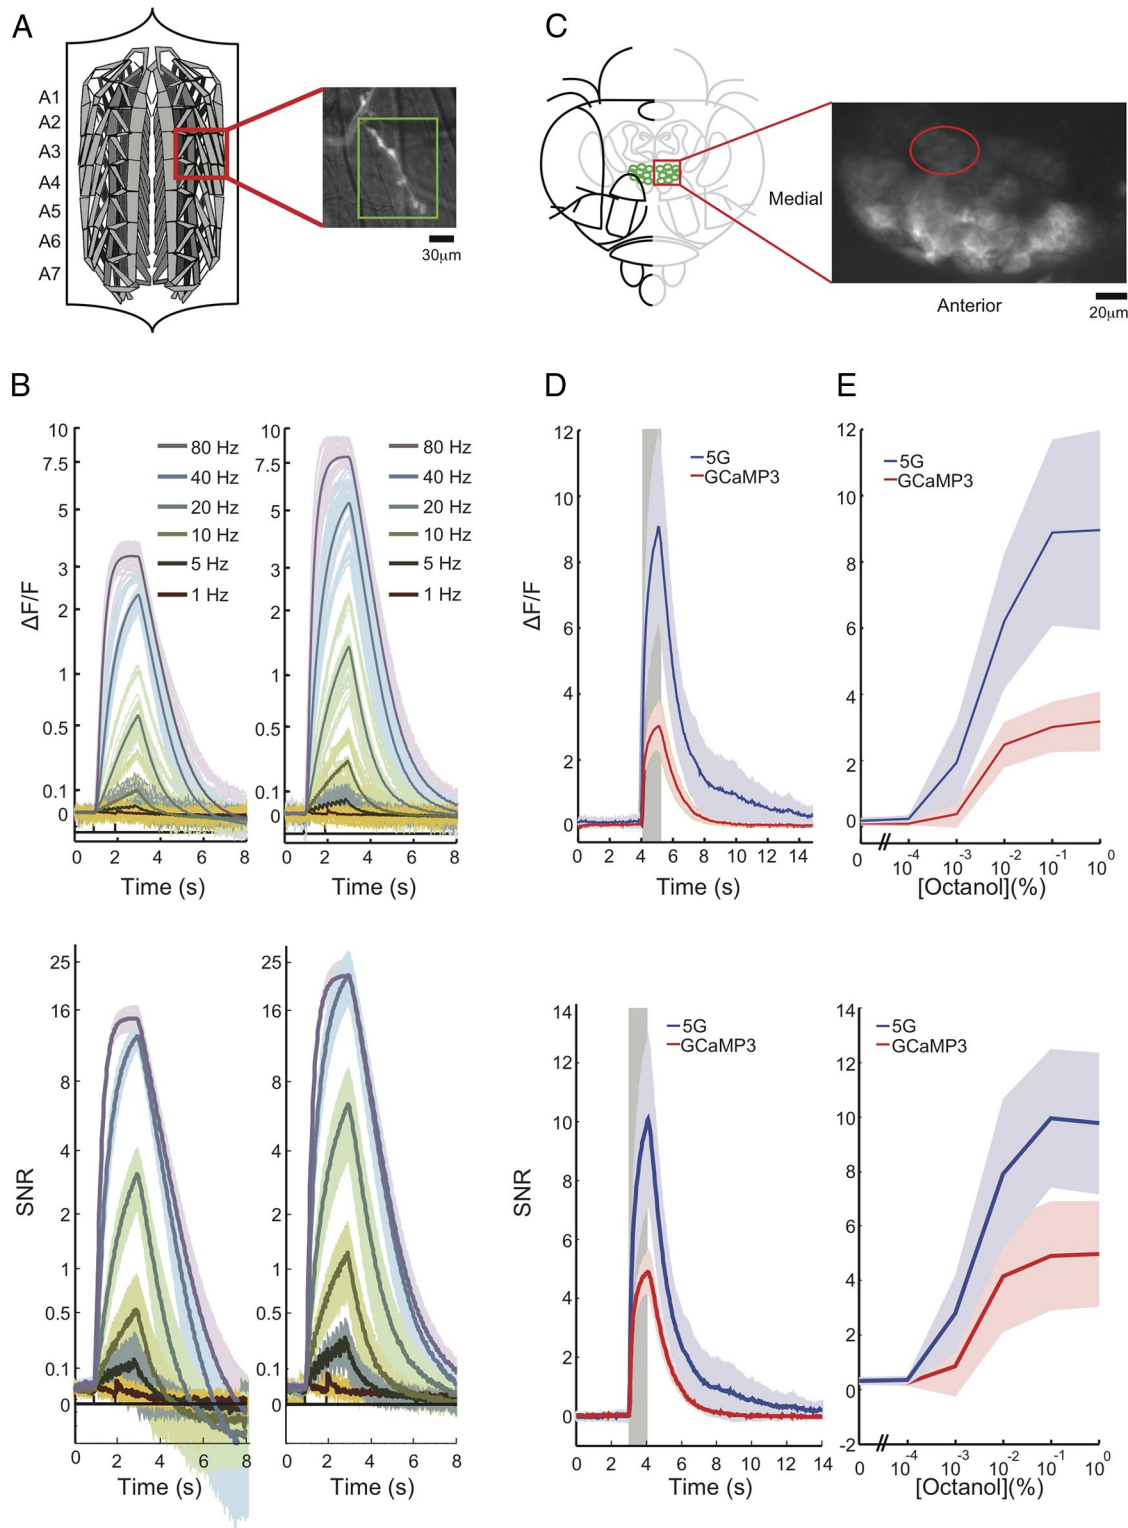 A
A1
A2
A3
A4
A5
A6
A7
30μm
C
Medial
Anterior
20μm
B
10
7.5
5
3
2
1
0.5
0.1
0
ΔF/F
80 Hz
40 Hz
20 Hz
10 Hz
5 Hz
1 Hz
0 2 4 6 8
Time (s)
10
7.5
5
3
2
1
0.5
0.1
0
80 Hz
40 Hz
20 Hz
10 Hz
5 Hz
1 Hz
0 2 4 6 8
Time (s)
D
12
10
8
6
4
2
0
ΔF/F
5G
GCaMP3
0 2 4 6 8 10 12 14
Time (s)
E
12
10
8
6
4
2
0
5G
GCaMP3
0 10^-4 10^-3 10^-2 10^-1 10^0
[Octanol](%)
25
16
8
4
2
1
0.5
0.1
0
SNR
0 2 4 6 8
Time (s)
25
16
8
4
2
1
0.5
0.1
0
0 2 4 6 8
Time (s)
14
12
10
8
6
4
2
0
SNR
5G
GCaMP3
0 2 4 6 8 10 12 14
Time (s)
14
12
10
8
6
4
2
0
-2
5G
GCaMP3
0 10^-4 10^-3 10^-2 10^-1 10^0
[Octanol](%)